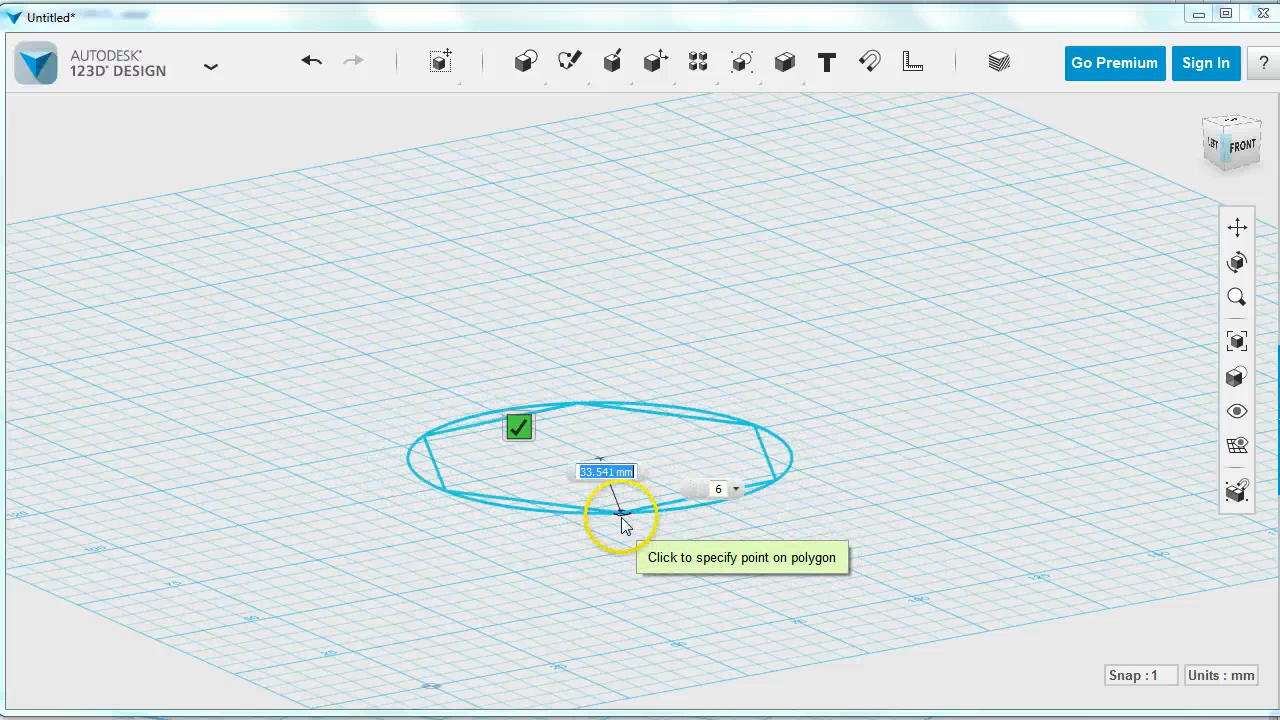 Untitled*
AUTODESK®
123D® DESIGN
T
Go Premium
Sign In
?
LEFT
FRONT
33.541 mm
6
Click to specify point on polygon
Snap : 1
Units : mm